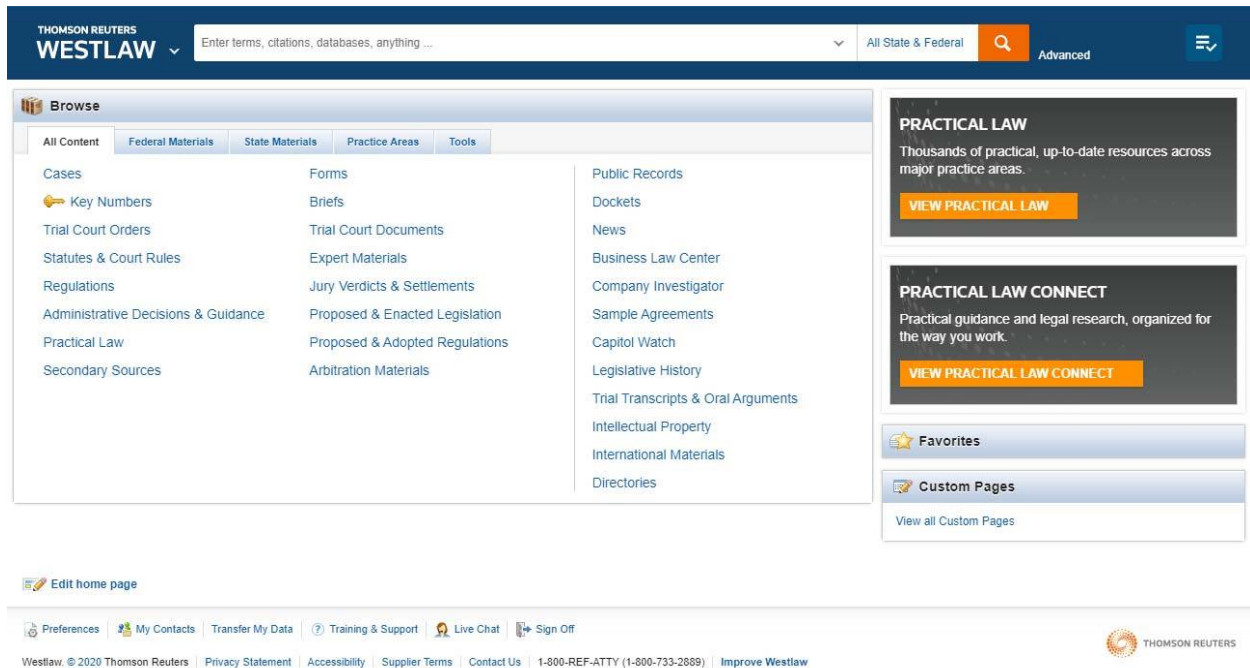 THOMSON REUTERS
WESTLAW
Enter terms, citations, databases, anything ...
All State & Federal
Advanced
Browse
All Content Federal Materials State Materials Practice Areas Tools
Cases
Key Numbers
Trial Court Orders
Statutes & Court Rules
Regulations
Administrative Decisions & Guidance
Practical Law
Secondary Sources
Forms
Briefs
Trial Court Documents
Expert Materials
Jury Verdicts & Settlements
Proposed & Enacted Legislation
Proposed & Adopted Regulations
Arbitration Materials
Public Records
Dockets
News
Business Law Center
Company Investigator
Sample Agreements
Capitol Watch
Legislative History
Trial Transcripts & Oral Arguments
Intellectual Property
International Materials
Directories
PRACTICAL LAW
Thousands of practical, up-to-date resources across
major practice areas.
VIEW PRACTICAL LAW
PRACTICAL LAW CONNECT
Practical guidance and legal research, organized for
the way you work.
VIEW PRACTICAL LAW CONNECT
Favorites
Custom Pages
View all Custom Pages
Edit home page
Preferences My Contacts Transfer My Data ? Training & Support Live Chat Sign Off
Westlaw. © 2020 Thomson Reuters Privacy Statement Accessibility Supplier Terms Contact Us 1-800-REF-ATTY (1-800-733-2889) Improve Westlaw
THOMSON REUTERS